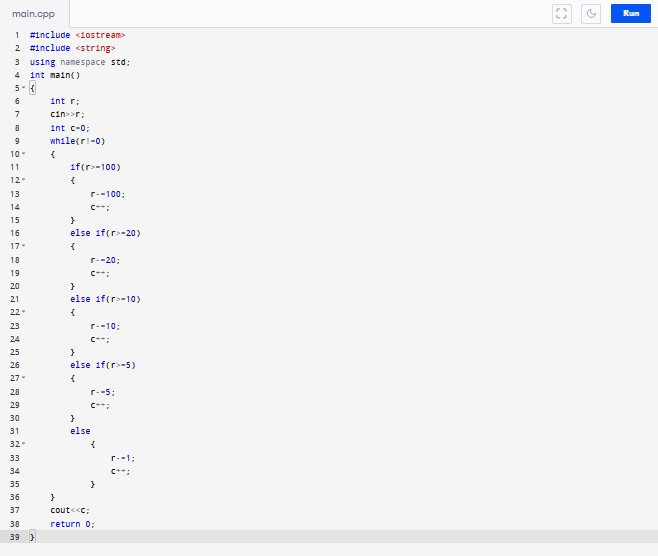 main.cpp
Run
1 #include <iostream>
2 #include <string>
3 using namespace std;
4 int main()
5 {
6 int r;
7 cin>>r;
8 int c=0;
9 while(r!=0)
10 {
11 if(r>=100)
12 {
13 r-=100;
14 c++;
15 }
16 else if(r>=20)
17 {
18 r-=20;
19 c++;
20 }
21 else if(r>=10)
22 {
23 r-=10;
24 c++;
25 }
26 else if(r>=5)
27 {
28 r-=5;
29 c++;
30 }
31 else
32 {
33 r-=1;
34 c++;
35 }
36 }
37 cout<<c;
38 return 0;
39 }